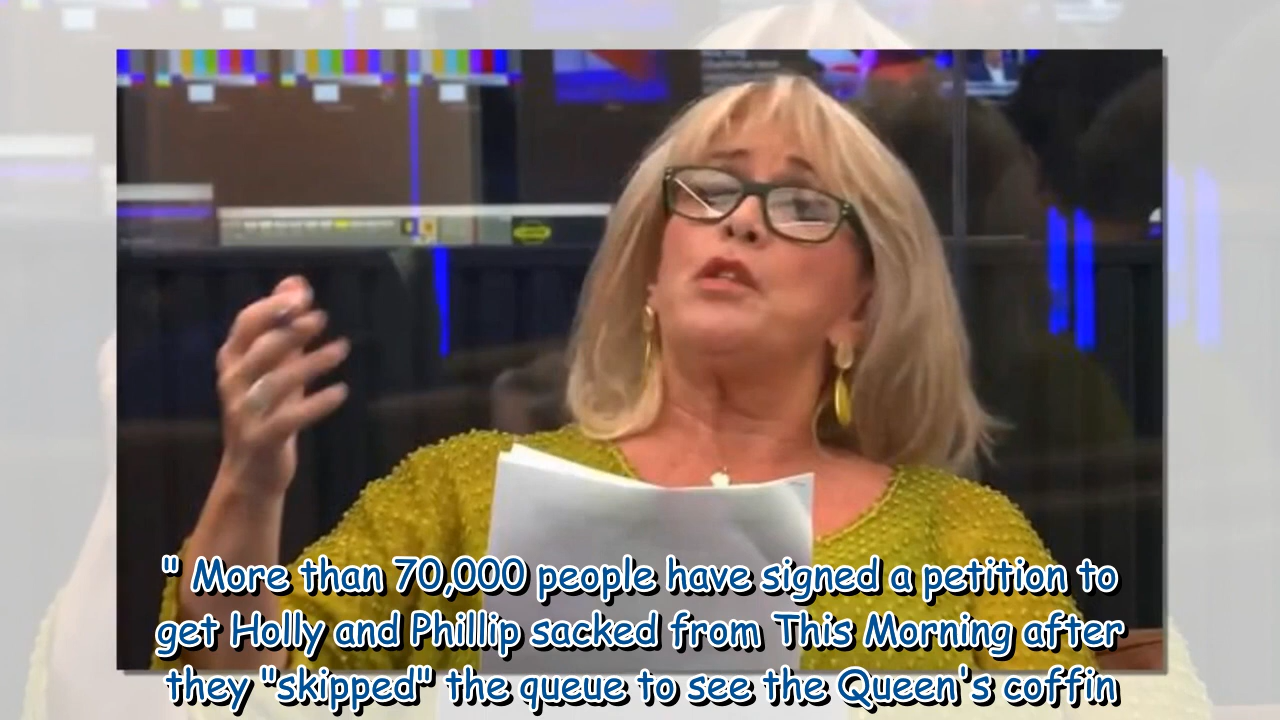 " More than 70,000 people have signed a petition to
get Holly and Phillip sacked from This Morning after
they "skipped" the queue to see the Queen's coffin